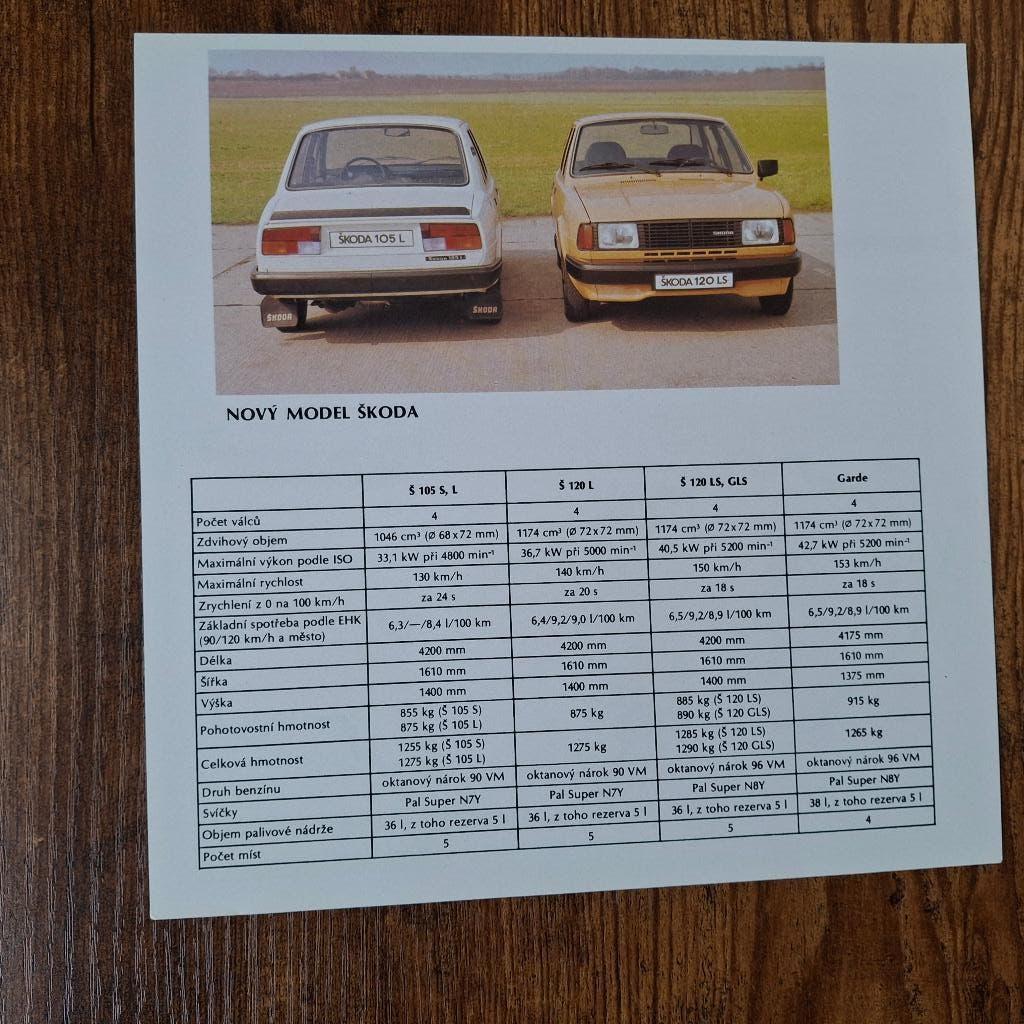 ŠKODA 105 L
Škoda 105 L
ŠKODA
ŠKODA
ŠKODA
ŠKODA 120 LS
NOVÝ MODEL ŠKODA
Š 105 S, L Š 120 L Š 120 LS, GLS Garde
Počet válců 4 4 4 4
Zdvihový objem 1046 cm³ (Ø 68x72 mm) 1174 cm³ (Ø 72x72 mm) 1174 cm³ (Ø 72x72 mm) 1174 cm³ (Ø 72x72 mm)
Maximální výkon podle ISO 33,1 kW při 4800 min⁻¹ 36,7 kW při 5000 min⁻¹ 40,5 kW při 5200 min⁻¹ 42,7 kW při 5200 min⁻¹
Maximální rychlost 130 km/h 140 km/h 150 km/h 153 km/h
Zrychlení z 0 na 100 km/h za 24 s za 20 s za 18 s za 18 s
Základní spotřeba podle EHK
(90/120 km/h a město) 6,3/—/8,4 l/100 km 6,4/9,2/9,0 l/100 km 6,5/9,2/8,9 l/100 km 6,5/9,2/8,9 l/100 km
Délka 4200 mm 4200 mm 4200 mm 4175 mm
Šířka 1610 mm 1610 mm 1610 mm 1610 mm
Výška 1400 mm 1400 mm 1400 mm 1375 mm
Pohotovostní hmotnost 855 kg (Š 105 S) 875 kg 885 kg (Š 120 LS) 915 kg
875 kg (Š 105 L) 890 kg (Š 120 GLS)
Celková hmotnost 1255 kg (Š 105 S) 1275 kg 1285 kg (Š 120 LS) 1265 kg
1275 kg (Š 105 L) 1290 kg (Š 120 GLS)
Druh benzínu oktanový nárok 90 VM oktanový nárok 90 VM oktanový nárok 96 VM oktanový nárok 96 VM
Svíčky Pal Super N7Y Pal Super N7Y Pal Super N8Y Pal Super N8Y
Objem palivové nádrže 36 l, z toho rezerva 5 l 36 l, z toho rezerva 5 l 36 l, z toho rezerva 5 l 38 l, z toho rezerva 5 l
Počet míst 5 5 5 4